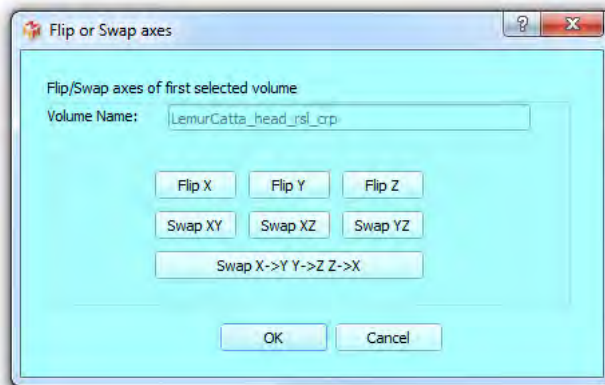 Flip or Swap axes
Flip/Swap axes of first selected volume
Volume Name: LemurCatta_head_rsl_crp
Flip X Flip Y Flip Z
Swap XY Swap XZ Swap YZ
Swap X->Y Y->Z Z->X
OK Cancel